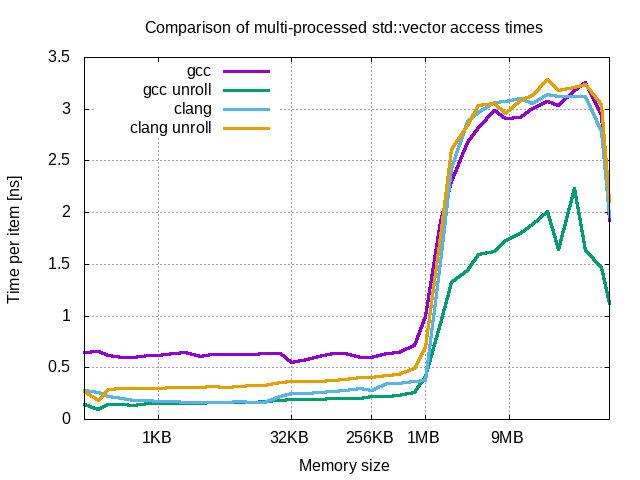 Comparison of multi-processed std::vector access times
3.5
3
2.5
2
1.5
1
0.5
0
Time per item [ns]
gcc
gcc unroll
clang
clang unroll
1KB 32KB 256KB 1MB 9MB
Memory size